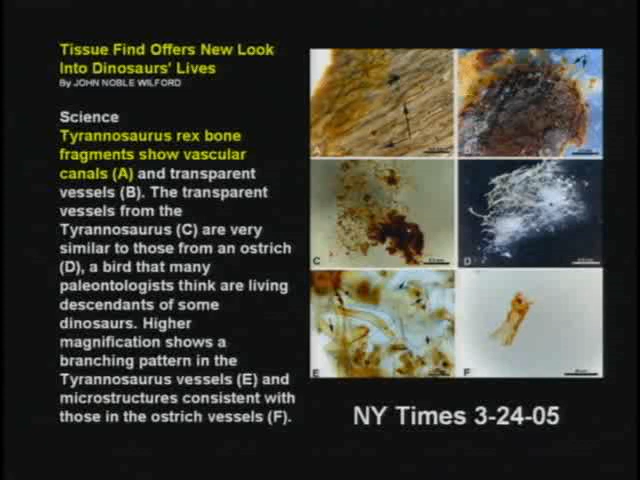 Tissue Find Offers New Look
Into Dinosaurs' Lives
By JOHN NOBLE WILFORD
Science
Tyrannosaurus rex bone
fragments show vascular
canals (A) and transparent
vessels (B). The transparent
vessels from the
Tyrannosaurus (C) are very
similar to those from an ostrich
(D), a bird that many
paleontologists think are living
descendants of some
dinosaurs. Higher
magnification shows a
branching pattern in the
Tyrannosaurus vessels (E) and
microstructures consistent with
those in the ostrich vessels (F).
A
B
C
D
E
F
NY Times 3-24-05